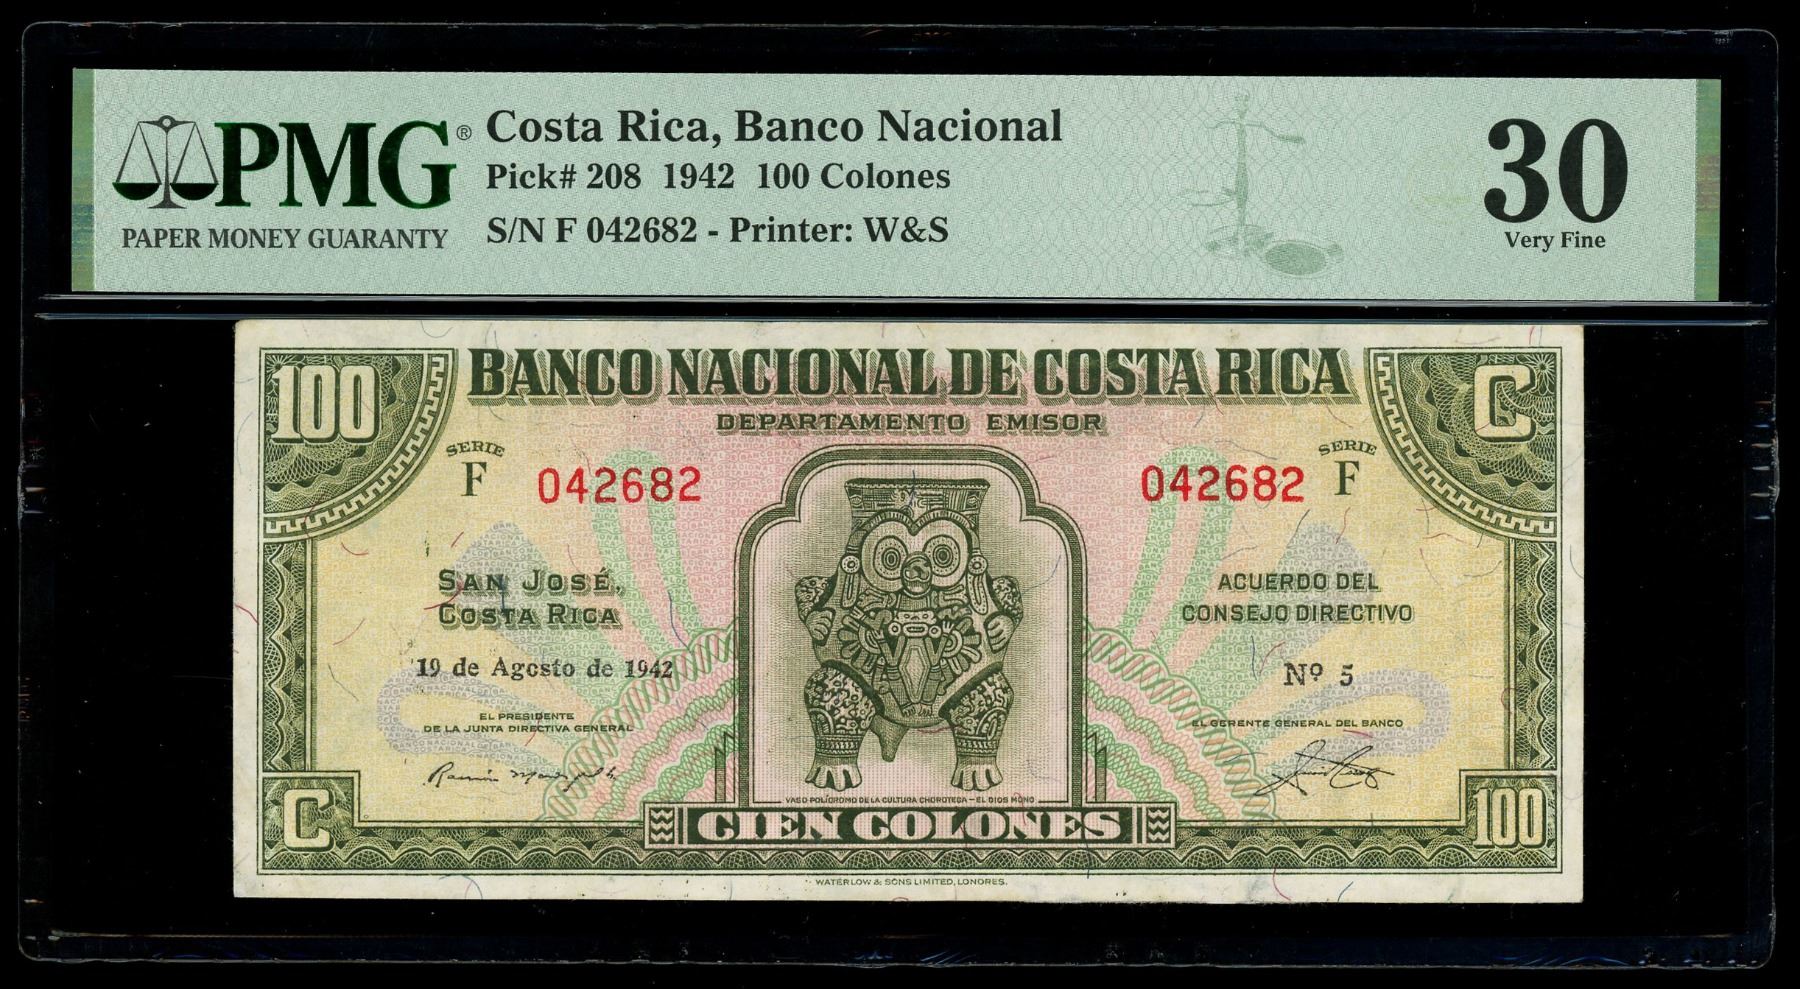 PMG®
PAPER MONEY GUARANTY
Costa Rica, Banco Nacional
Pick# 208 1942 100 Colones
S/N F 042682 - Printer: W&S
30
Very Fine
BANCO NACIONAL DE COSTA RICA
100
C
DEPARTAMENTO EMISOR
SERIE
F
042682
042682
SERIE
F
SAN JOSÉ,
COSTA RICA
19 de Agosto de 1942
ACUERDO DEL
CONSEJO DIRECTIVO
Nº 5
EL PRESIDENTE
DE LA JUNTA DIRECTIVA GENERAL
EL GERENTE GENERAL DEL BANCO
VASO POLÍCROMO DE LA CULTURA CHOROTEGA – EL DIOS MONO
C
CIEN COLONES
100
WATERLOW & SONS LIMITED, LONDRES.